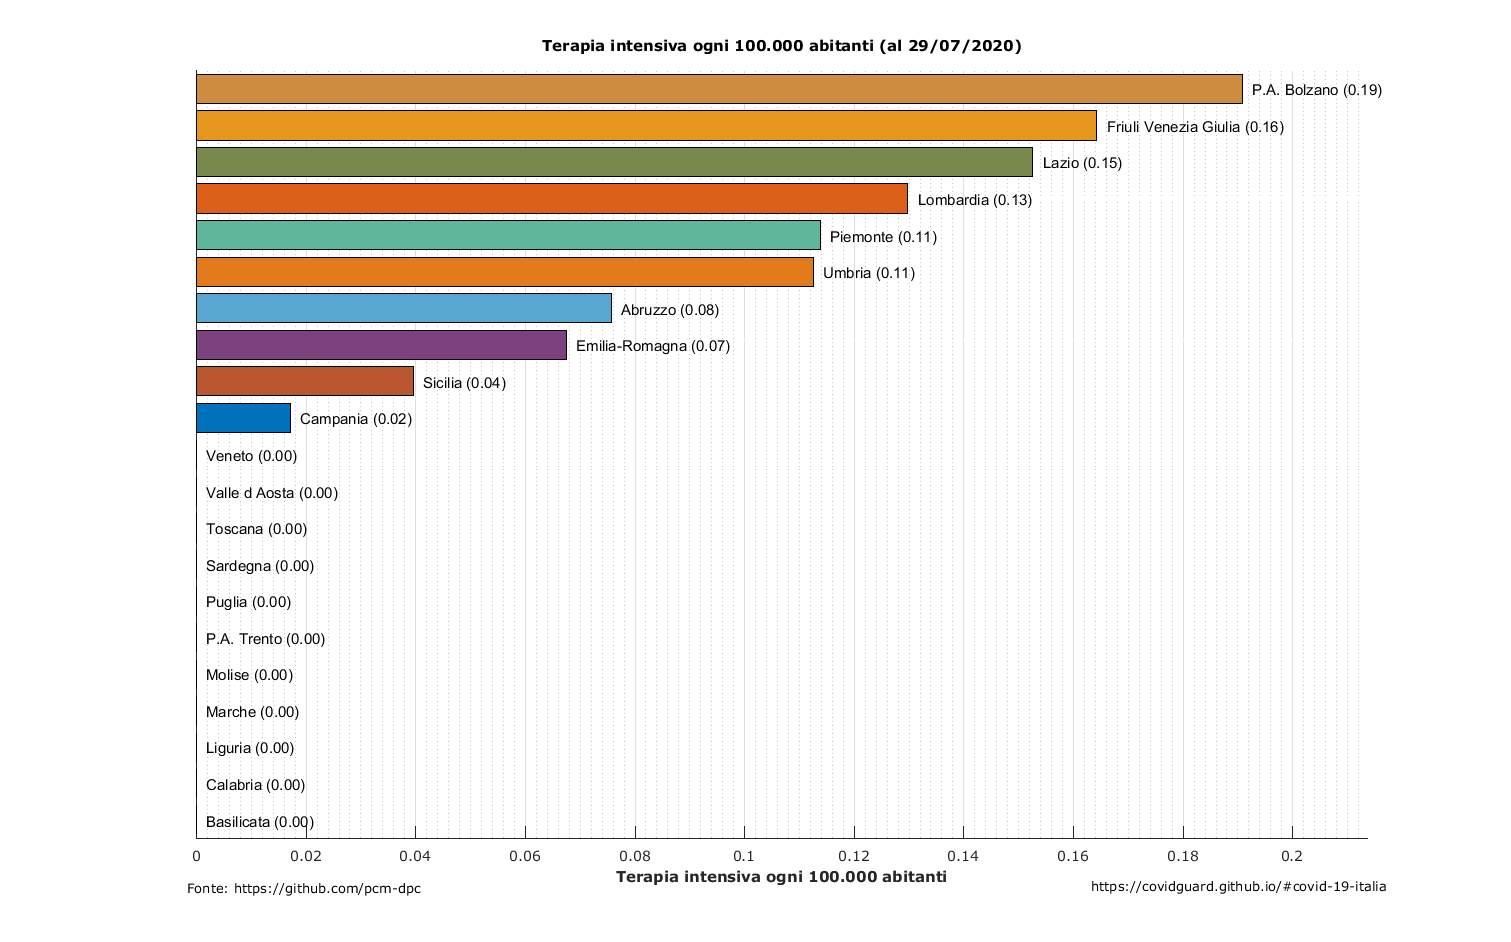 Terapia intensiva ogni 100.000 abitanti (al 29/07/2020)
P.A. Bolzano (0.19)
Friuli Venezia Giulia (0.16)
Lazio (0.15)
Lombardia (0.13)
Piemonte (0.11)
Umbria (0.11)
Abruzzo (0.08)
Emilia-Romagna (0.07)
Sicilia (0.04)
Campania (0.02)
Veneto (0.00)
Valle d Aosta (0.00)
Toscana (0.00)
Sardegna (0.00)
Puglia (0.00)
P.A. Trento (0.00)
Molise (0.00)
Marche (0.00)
Liguria (0.00)
Calabria (0.00)
Basilicata (0.00)
0 0.02 0.04 0.06 0.08 0.1 0.12 0.14 0.16 0.18 0.2
Terapia intensiva ogni 100.000 abitanti
Fonte: https://github.com/pcm-dpc
https://covidguard.github.io/#covid-19-italia